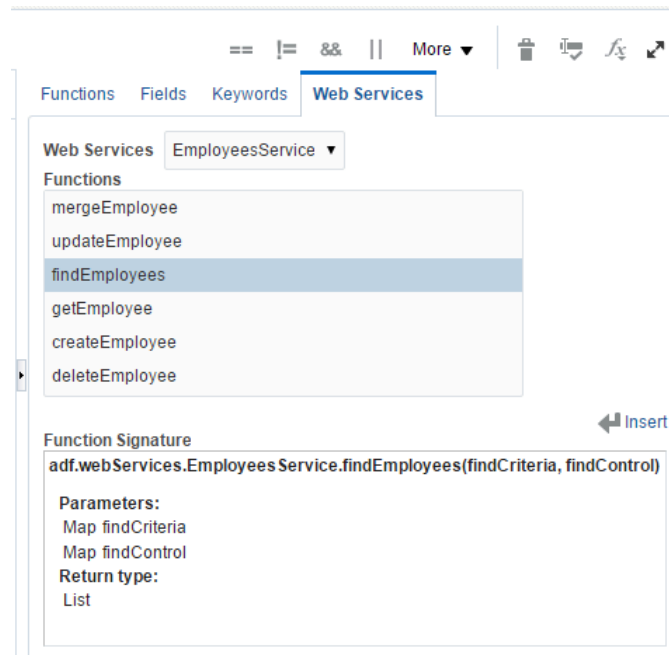 == != && || More ▼
Functions Fields Keywords Web Services
Web Services EmployeesService ▼
Functions
mergeEmployee
updateEmployee
findEmployees
getEmployee
createEmployee
deleteEmployee
Insert
Function Signature
adf.webServices.EmployeesService.findEmployees(findCriteria, findControl)
Parameters:
Map findCriteria
Map findControl
Return type:
List